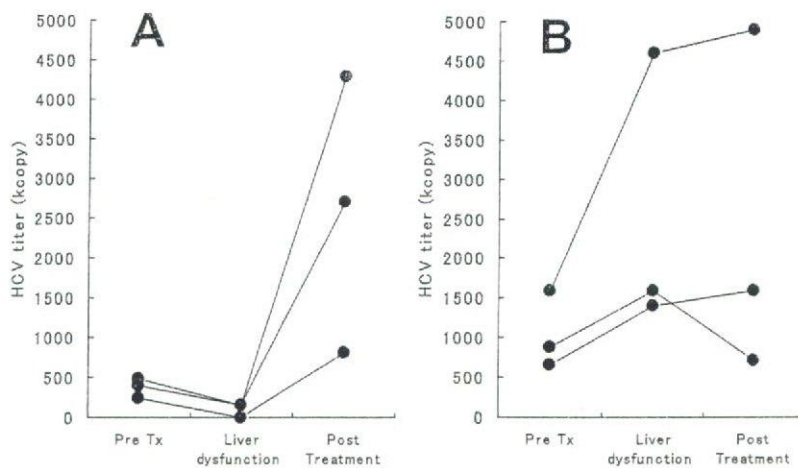 A
HCV titer (kcopy)
5000
4500
4000
3500
3000
2500
2000
1500
1000
500
0
Pre Tx
Liver
dysfunction
Post
Treatment
B
HCV titer (kcopy)
5000
4500
4000
3500
3000
2500
2000
1500
1000
500
0
Pre Tx
Liver
dysfunction
Post
Treatment